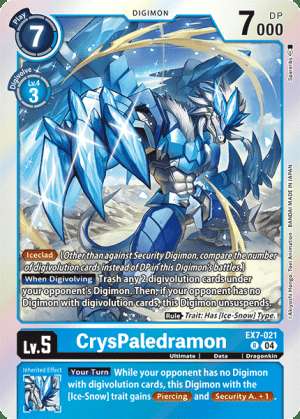 DIGIMON
Play
7
7 DP
000
Digivolve
Lv.4
3
Iceclad (Other than against Security Digimon, compare the number
of digivolution cards instead of DP in this Digimon's battles.)
When Digivolving Trash any 2 digivolution cards under
your opponent's Digimon. Then, if your opponent has no
Digimon with digivolution cards, this Digimon unsuspends.
Rule Trait: Has [Ice-Snow] Type.
EX7-021
Lv.5 CrysPaledramon R 04
Ultimate | Data | Dragonkin
Inherited Effect
Your Turn While your opponent has no Digimon
with digivolution cards, this Digimon with the
[Ice-Snow] trait gains Piercing and Security A. +1.